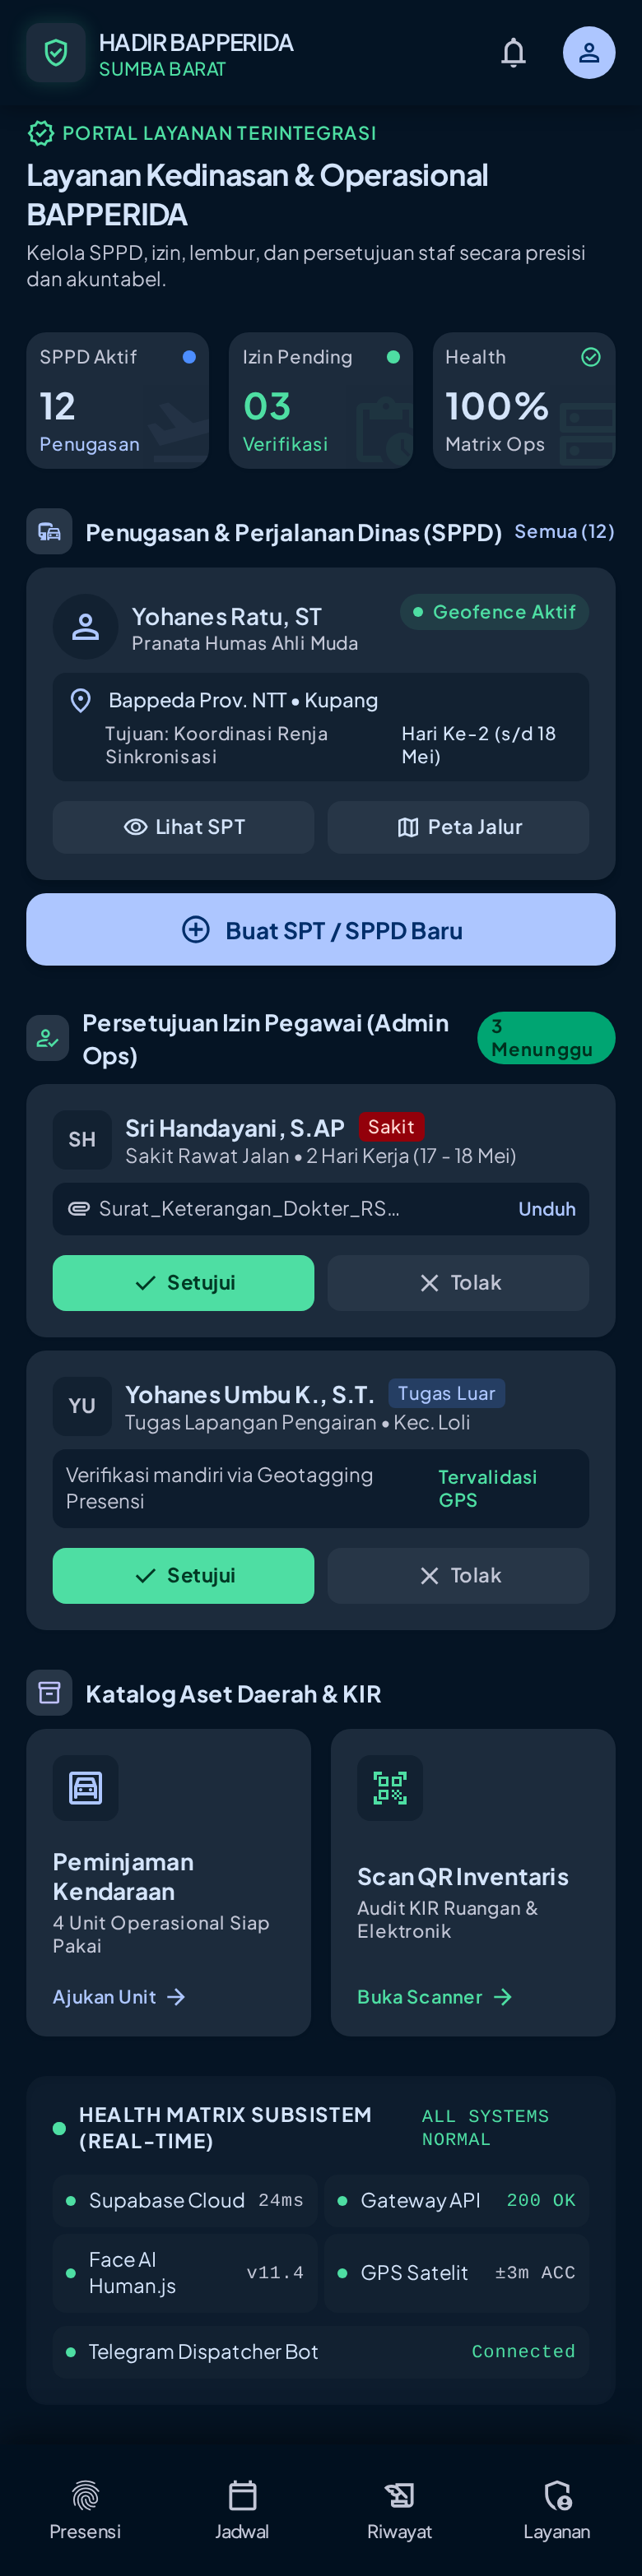 HADIR BAPPERIDA
SUMBA BARAT
PORTAL LAYANAN TERINTEGRASI
Layanan Kedinasan & Operasional
BAPPERIDA
Kelola SPPD, izin, lembur, dan persetujuan staf secara presisi
dan akuntabel.
SPPD Aktif
12
Penugasan
Izin Pending
03
Verifikasi
Health
100%
Matrix Ops
Penugasan & Perjalanan Dinas (SPPD)
Semua (12)
Yohanes Ratu, ST
Pranata Humas Ahli Muda
Geofence Aktif
Bappeda Prov. NTT • Kupang
Tujuan: Koordinasi Renja
Sinkronisasi
Hari Ke-2 (s/d 18
Mei)
Lihat SPT
Peta Jalur
Buat SPT / SPPD Baru
Persetujuan Izin Pegawai (Admin
Ops)
3
Menunggu
SH
Sri Handayani, S.AP
Sakit
Sakit Rawat Jalan • 2 Hari Kerja (17 - 18 Mei)
Surat_Keterangan_Dokter_RS...
Unduh
Setujui
Tolak
YU
Yohanes Umbu K., S.T.
Tugas Luar
Tugas Lapangan Pengairan • Kec. Loli
Verifikasi mandiri via Geotagging
Presensi
Tervalidasi
GPS
Setujui
Tolak
Katalog Aset Daerah & KIR
Peminjaman
Kendaraan
4 Unit Operasional Siap
Pakai
Ajukan Unit
Scan QR Inventaris
Audit KIR Ruangan &
Elektronik
Buka Scanner
HEALTH MATRIX SUBSISTEM
(REAL-TIME)
ALL SYSTEMS
NORMAL
Supabase Cloud 24ms
Gateway API 200 OK
Face AI
Human.js
v11.4
GPS Satelit ±3m ACC
Telegram Dispatcher Bot Connected
Presensi
Jadwal
Riwayat
Layanan